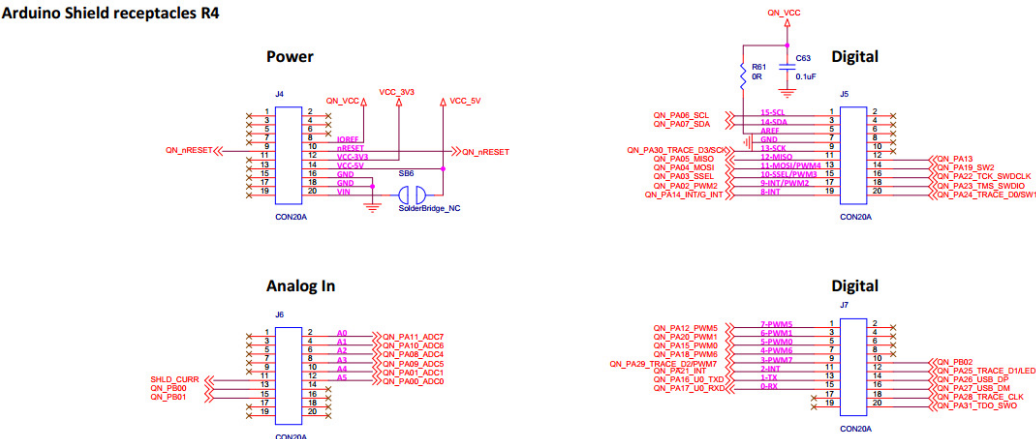 Arduino Shield receptacles R4
Power
J4
QN_VCC
VCC_3V3
VCC_5V
1 2
3 4
5 6
7 8 IOREF
QN_nRESET 9 10 nRESET QN_nRESET
11 12 VCC-3V3
13 14 VCC-5V
15 16 GND
17 18 GND
19 20 VIN
SB6
SolderBridge_NC
CON20A
QN_VCC
R61
0R
C63
0.1uF
Digital
J5
QN_PA06_SCL 15-SCL 1 2
QN_PA07_SDA 14-SDA 3 4
AREF 5 6
GND 7 8
QN_PA30_TRACE_D3/SCK 13-SCK 9 10
QN_PA05_MISO 12-MISO 11 12 QN_PA13
QN_PA04_MOSI 11-MOSI/PWM4 13 14 QN_PA19_SW2
QN_PA03_SSEL 10-SSEL/PWM3 15 16 QN_PA22_TCK_SWDCLK
QN_PA02_PWM2 9-INT/PWM2 17 18 QN_PA23_TMS_SWDIO
QN_PA14_INT/G_INT 8-INT 19 20 QN_PA24_TRACE_D0/SW1
CON20A
Analog In
J6
1 2 A0 QN_PA11_ADC7
3 4 A1 QN_PA10_ADC6
5 6 A2 QN_PA08_ADC4
7 8 A3 QN_PA09_ADC5
9 10 A4 QN_PA01_ADC1
SHLD_CURR 11 12 A5 QN_PA00_ADC0
QN_PB00 13 14
QN_PB01 15 16
17 18
19 20
CON20A
Digital
J7
QN_PA12_PWM5 7-PWM5 1 2
QN_PA20_PWM1 6-PWM1 3 4
QN_PA15_PWM0 5-PWM0 5 6
QN_PA18_PWM6 4-PWM6 7 8
QN_PA29_TRACE_D2/PWM7 3-PWM7 9 10 QN_PB02
QN_PA21_INT 2-INT 11 12 QN_PA25_TRACE_D1/LED
QN_PA16_U0_TXD 1-TX 13 14 QN_PA26_USB_DP
QN_PA17_U0_RXD 0-RX 15 16 QN_PA27_USB_DM
17 18 QN_PA28_TRACE_CLK
19 20 QN_PA31_TDO_SWO
CON20A